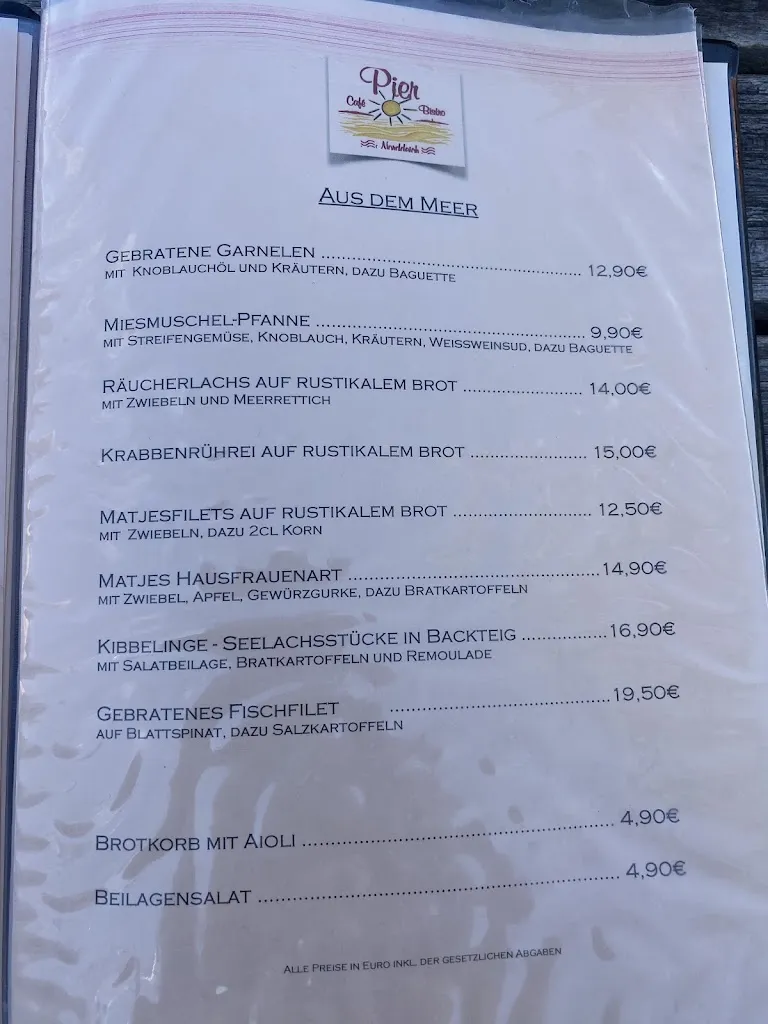 Pier
Café Bistro
Norddeich
AUS DEM MEER
GEBRATENE GARNELEN ................................................ 12,90€
MIT KNOBLAUCHÖL UND KRÄUTERN, DAZU BAGUETTE
MIESMUSCHEL-PFANNE .................................................... 9,90€
MIT STREIFENGEMÜSE, KNOBLAUCH, KRÄUTERN, WEISSWEINSUD, DAZU BAGUETTE
RÄUCHERLACHS AUF RUSTIKALEM BROT ....................... 14,00€
MIT ZWIEBELN UND MEERRETTICH
KRABBENRÜHREI AUF RUSTIKALEM BROT ...................... 15,00€
MATJESFILETS AUF RUSTIKALEM BROT .......................... 12,50€
MIT ZWIEBELN, DAZU 2CL KORN
MATJES HAUSFRAUENART ................................................14,90€
MIT ZWIEBEL, APFEL, GEWÜRZGURKE, DAZU BRATKARTOFFELN
KIBBELINGE - SEELACHSSTÜCKE IN BACKTEIG ................16,90€
MIT SALATBEILAGE, BRATKARTOFFELN UND REMOULADE
GEBRATENES FISCHFILET ..........................................19,50€
AUF BLATTSPINAT, DAZU SALZKARTOFFELN
BROTKORB MIT AIOLI ............................................................ 4,90€
BEILAGENSALAT ..................................................................... 4,90€
ALLE PREISE IN EURO INKL. DER GESETZLICHEN ABGABEN